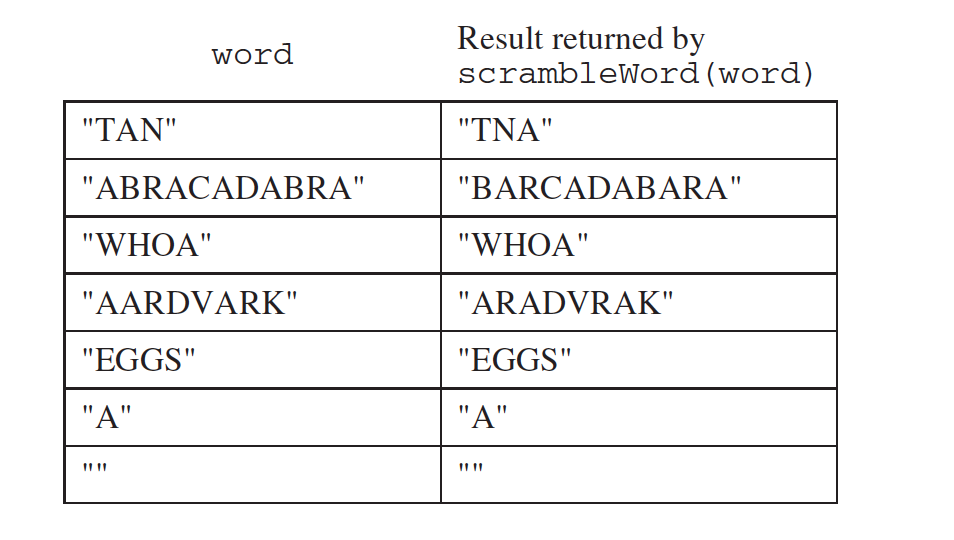 word
Result returned by
scrambleWord(word)
"TAN" "TNA"
"ABRACADABRA" "BARCADABARA"
"WHOA" "WHOA"
"AARDVARK" "ARADVRAK"
"EGGS" "EGGS"
"A" "A"
"" ""